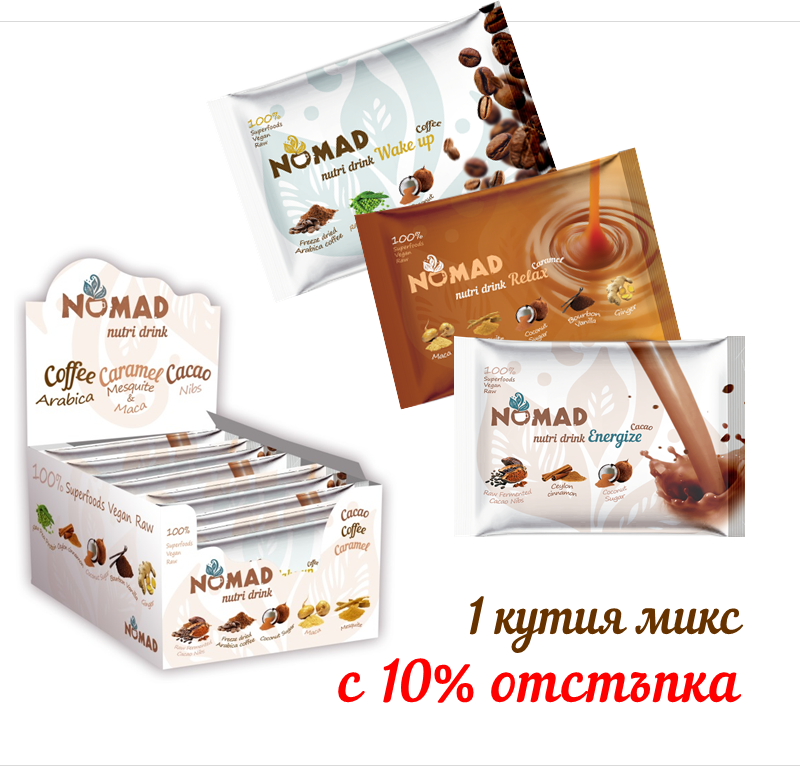 100%
Superfoods
Vegan
Raw
NOMAD
Coffee
nutri drink Wake up
Freeze dried
Arabica coffee
100%
Superfoods
Vegan
Raw
NOMAD
Caramel
nutri drink Relax
Maca
Coconut
Sugar
Bourbon
Vanilla
Ginger
100%
Superfoods
Vegan
Raw
NOMAD
Cacao
nutri drink Energize
Raw Fermented
Cacao Nibs
Ceylon
cinnamon
Coconut
Sugar
NOMAD
nutri drink
Coffee Caramel Cacao
Arabica Mesquite Nibs
&
Maca
100% Superfoods Vegan Raw
Ginger
NOMAD
100%
Superfoods
Vegan
Raw
Cacao
Coffee
Caramel
NOMAD
nutri drink
Raw Fermented
Cacao Nibs
Freeze dried
Arabica coffee
Coconut Sugar
Maca
Mesquite
1 кутия микс
с 10% отстъпка